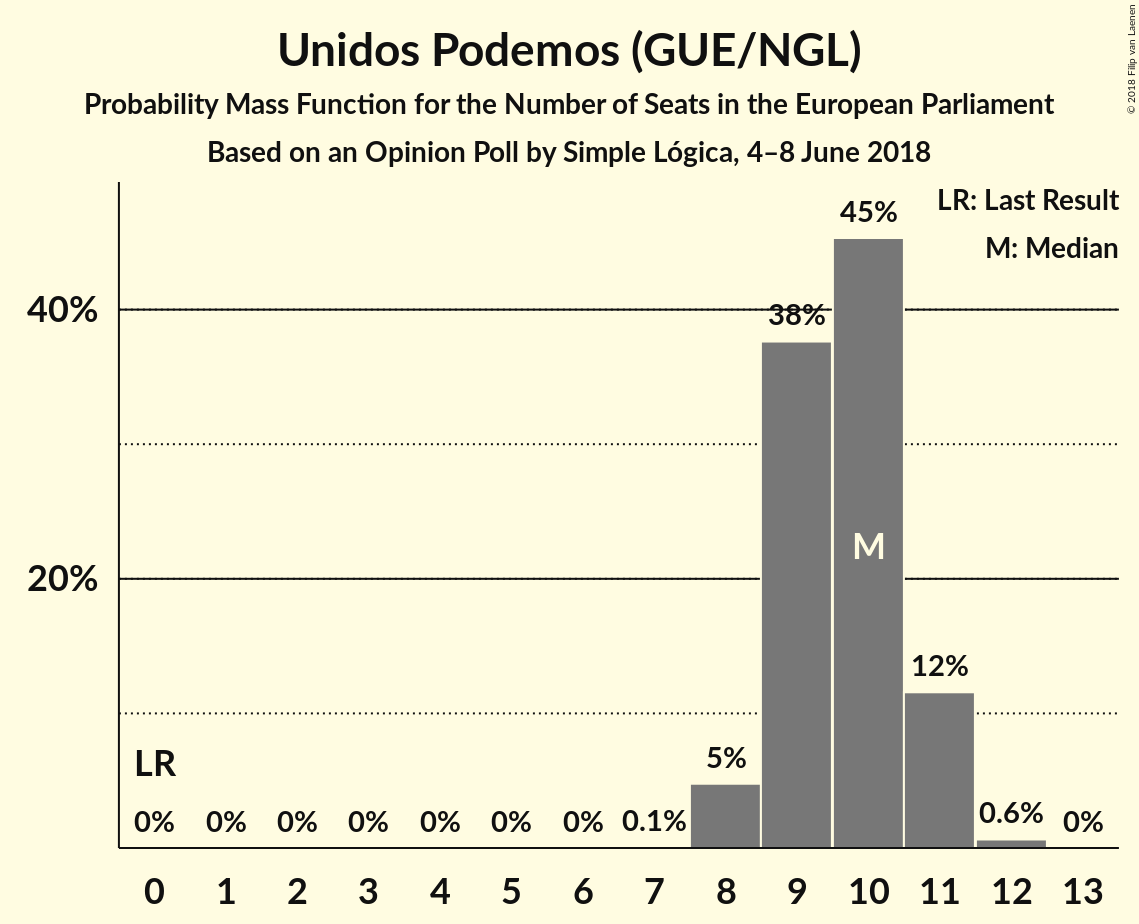 Unidos Podemos (GUE/NGL)
Probability Mass Function for the Number of Seats in the European Parliament
Based on an Opinion Poll by Simple Lógica, 4–8 June 2018
© 2018 Filip van Laenen
LR: Last Result
M: Median
45%
40%
38%
M
20%
12%
LR
5%
0% 0% 0% 0% 0% 0% 0% 0.1% 0.6% 0%
0 1 2 3 4 5 6 7 8 9 10 11 12 13